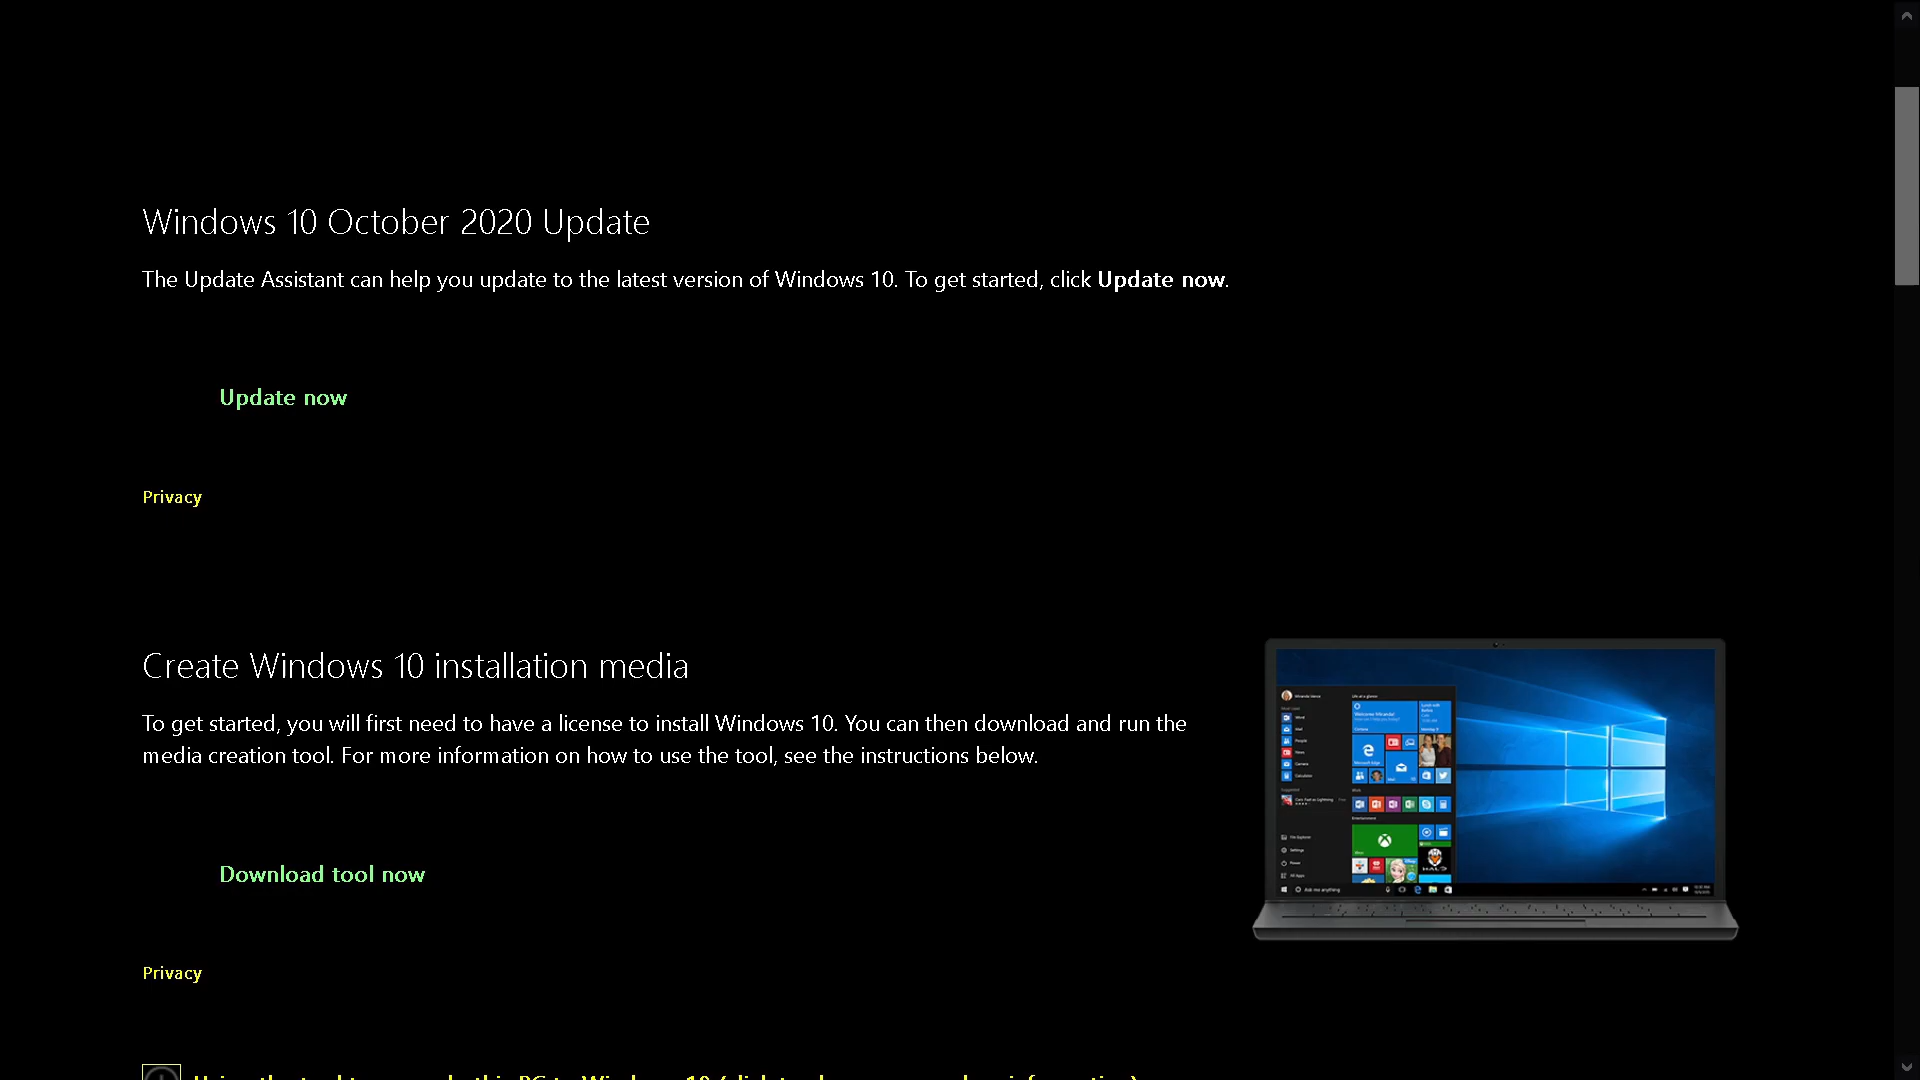 Windows 10 October 2020 Update
The Update Assistant can help you update to the latest version of Windows 10. To get started, click Update now.
Update now
Privacy
Create Windows 10 installation media
To get started, you will first need to have a license to install Windows 10. You can then download and run the
media creation tool. For more information on how to use the tool, see the instructions below.
Download tool now
Privacy